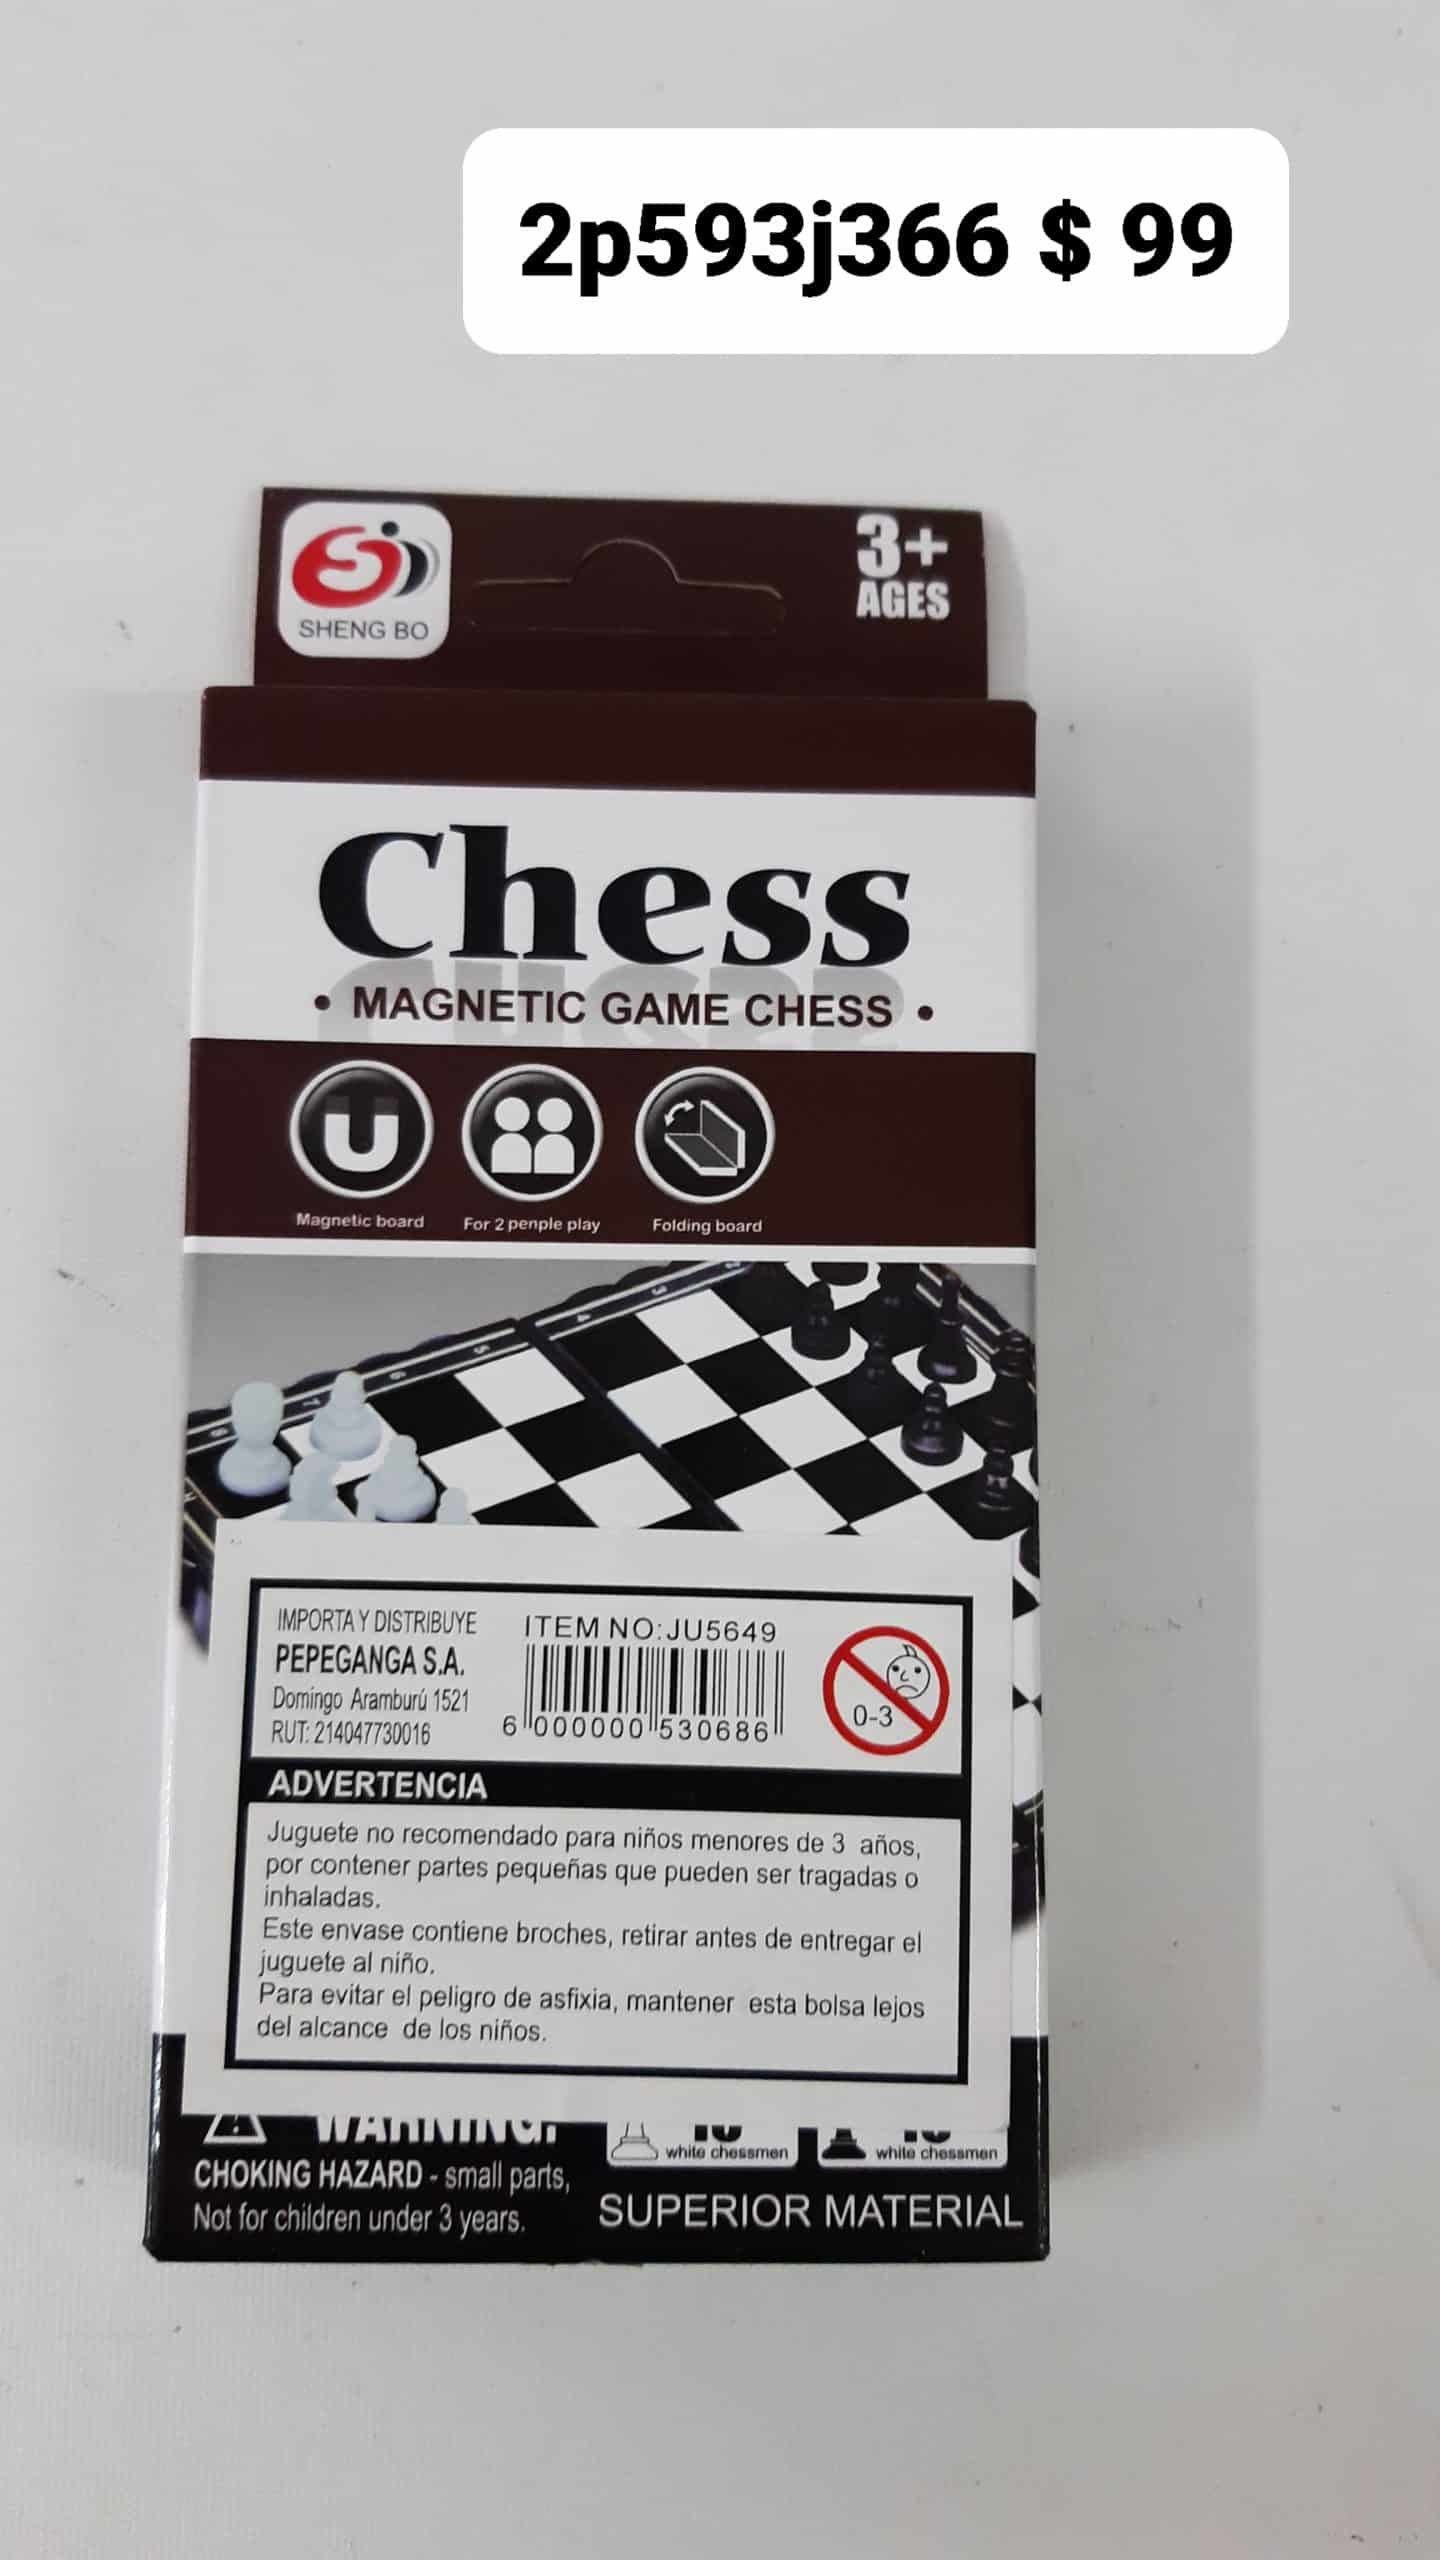 2p593j366 $ 99
SHENG BO
3+
AGES
Chess
• MAGNETIC GAME CHESS •
Magnetic board
For 2 penple play
Folding board
IMPORTA Y DISTRIBUYE
PEPEGANGA S.A.
Domingo Aramburú 1521
RUT: 214047730016
ITEM NO:JU5649
6 000000 530686
0-3
ADVERTENCIA
Juguete no recomendado para niños menores de 3 años,
por contener partes pequeñas que pueden ser tragadas o
inhaladas.
Este envase contiene broches, retirar antes de entregar el
juguete al niño.
Para evitar el peligro de asfixia, mantener esta bolsa lejos
del alcance de los niños.
WARNING:
CHOKING HAZARD - small parts,
Not for children under 3 years.
white chessmen
white chessmen
SUPERIOR MATERIAL